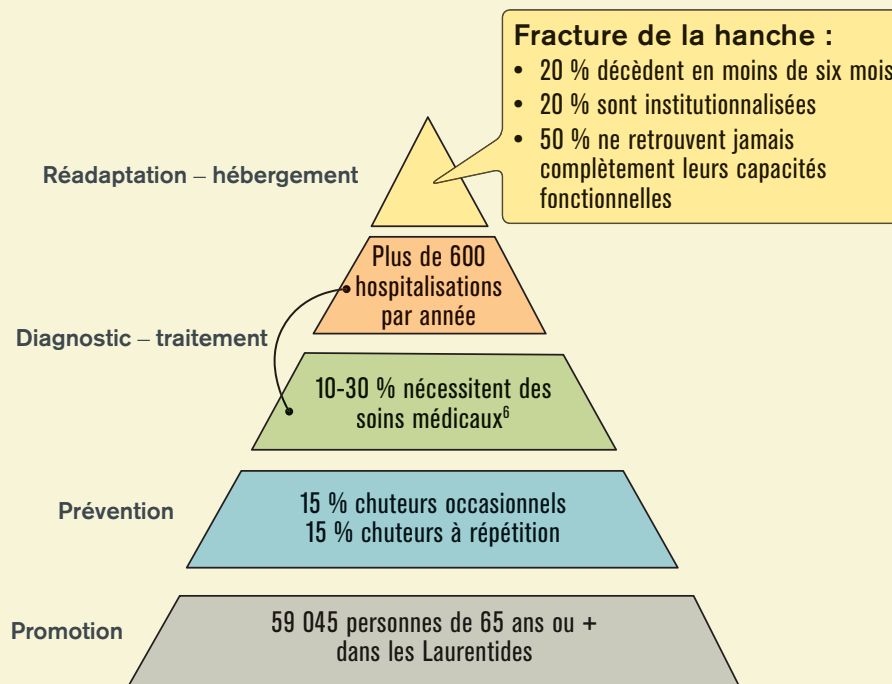 Fracture de la hanche :
• 20 % décèdent en moins de six mois
• 20 % sont institutionnalisées
• 50 % ne retrouvent jamais
complètement leurs capacités
fonctionnelles
Réadaptation – hébergement
Plus de 600
hospitalisations
par année
Diagnostic – traitement
10-30 % nécessitent des
soins médicaux⁶
Prévention
15 % chuteurs occasionnels
15 % chuteurs à répétition
Promotion
59 045 personnes de 65 ans ou +
dans les Laurentides